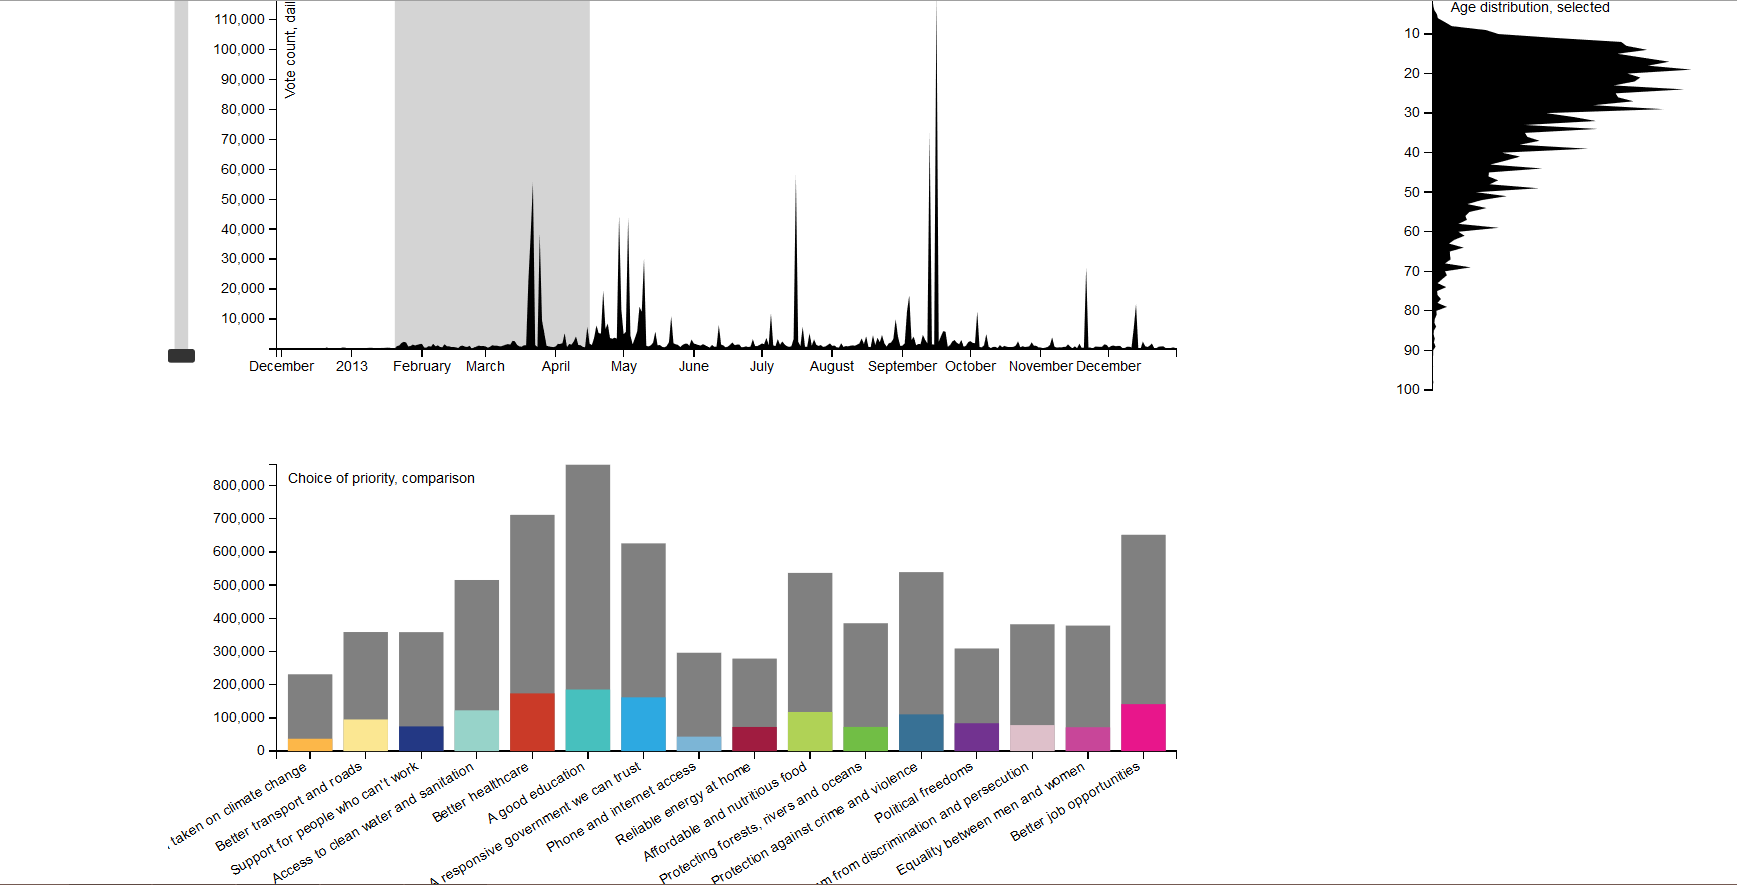 Vote count, dail
110,000
100,000
90,000
80,000
70,000
60,000
50,000
40,000
30,000
20,000
10,000
December 2013 February March April May June July August September October November December
Age distribution, selected
10
20
30
40
50
60
70
80
90
100
Choice of priority, comparison
800,000
700,000
600,000
500,000
400,000
300,000
200,000
100,000
0
taken on climate change
Better transport and roads
Support for people who can't work
Access to clean water and sanitation
Better healthcare
A good education
A responsive government we can trust
Phone and internet access
Reliable energy at home
Affordable and nutritious food
Protecting forests, rivers and oceans
Protection against crime and violence
Political freedoms
m from discrimination and persecution
Equality between men and women
Better job opportunities